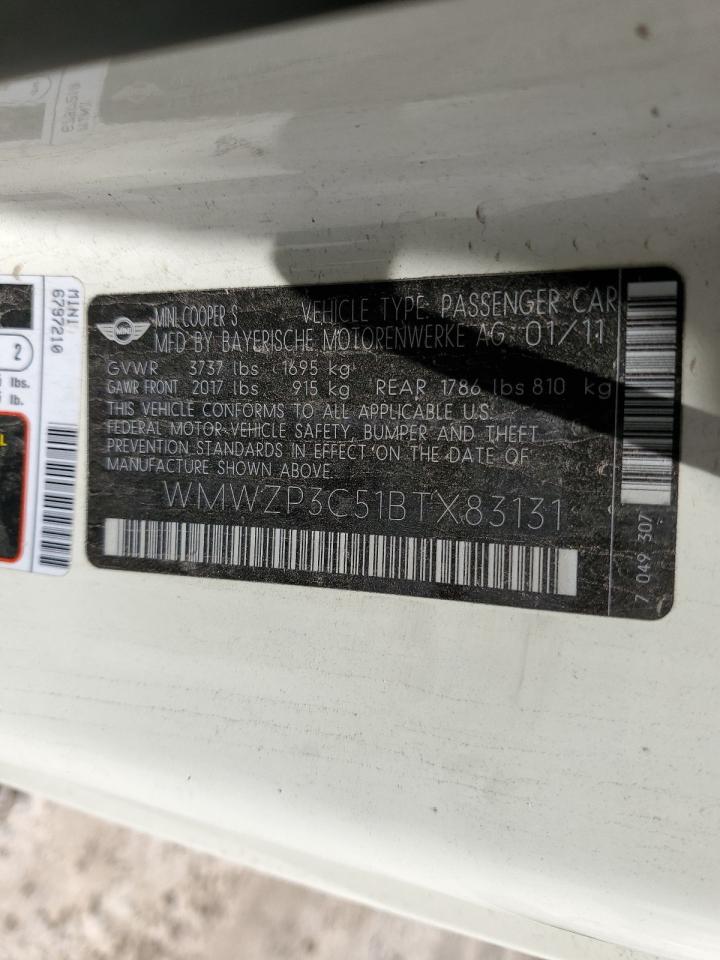 MINI
6797210
2
lbs.
lb.
L
MINI
MINI COOPER S VEHICLE TYPE: PASSENGER CAR
MFD BY BAYERISCHE MOTORENWERKE AG: 01/11
GVWR 3737 lbs 1695 kg
GAWR FRONT 2017 lbs 915 kg REAR 1786 lbs 810 kg
THIS VEHICLE CONFORMS TO ALL APPLICABLE U.S.
FEDERAL MOTOR-VEHICLE SAFETY, BUMPER AND THEFT
PREVENTION STANDARDS IN EFFECT ON THE DATE OF
MANUFACTURE SHOWN ABOVE.
WMWZP3C51BTX83131
7 049 307